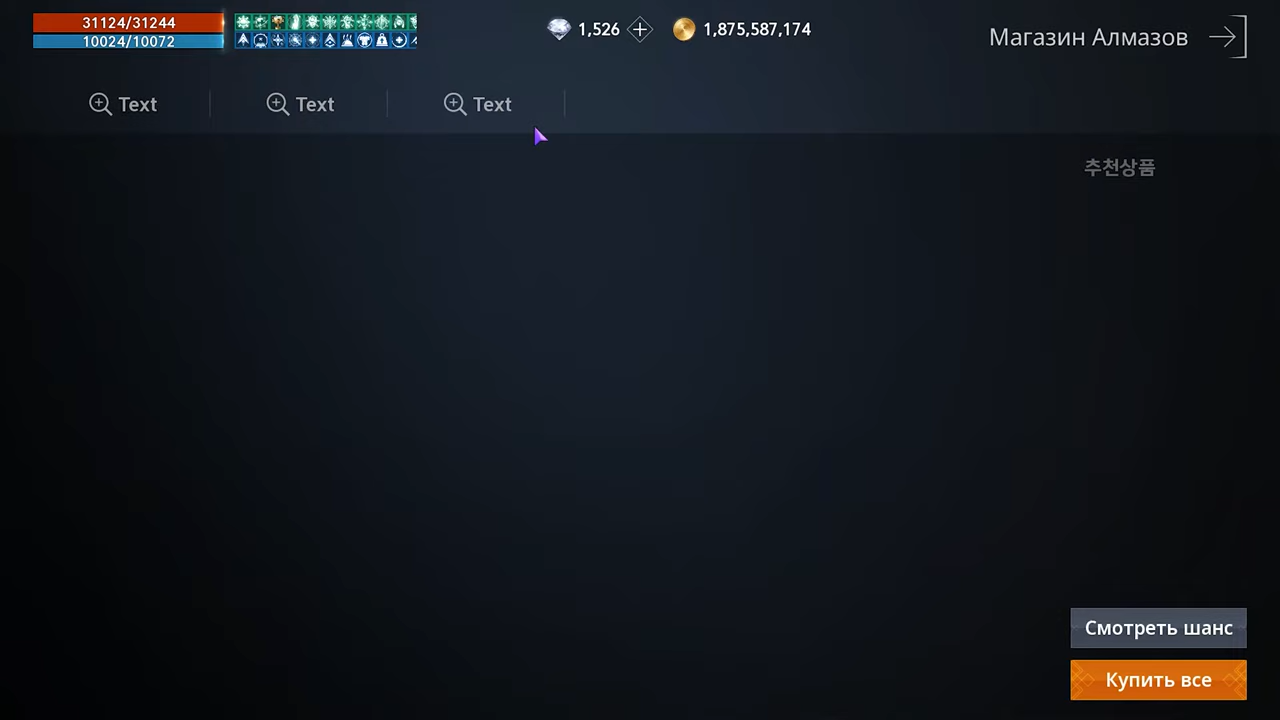 31124/31244
10024/10072
1,526
1,875,587,174
Магазин Алмазов
Text
Text
Text
추천상품
Смотреть шанс
Купить все